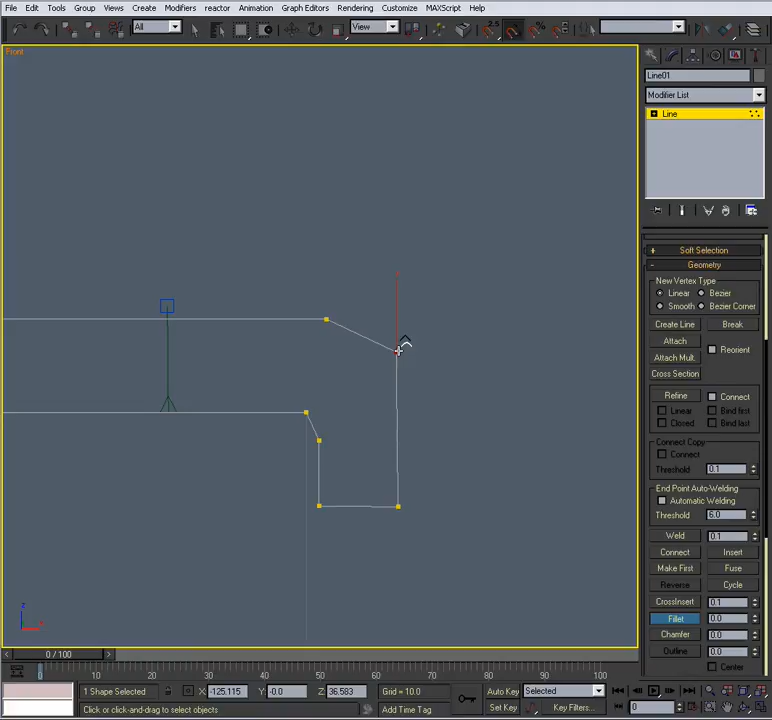 File Edit Tools Group Views Create Modifiers reactor Animation Graph Editors Rendering Customize MAXScript Help
All View 2.5
Front
Line01
Modifier List
Line
Soft Selection
Geometry
New Vertex Type
Linear Bezier
Smooth Bezier Corner
Create Line Break
Attach Reorient
Attach Mult.
Cross Section
Refine Connect
Linear Bind first
Closed Bind last
Connect Copy
Connect
Threshold 0.1
End Point Auto-Welding
Automatic Welding
Threshold 6.0
Weld 0.1
Connect Insert
Make First Fuse
Reverse Cycle
CrossInsert 0.1
Fillet 0.0
Chamfer 0.0
Outline 0.0
Center
z
0 / 100
0 10 20 30 40 50 60 70 80 90 100
1 Shape Selected X: -125.115 Y: -0.0 Z: 36.583 Grid = 10.0 Auto Key Selected
Click or click-and-drag to select objects Add Time Tag Set Key Key Filters... 0